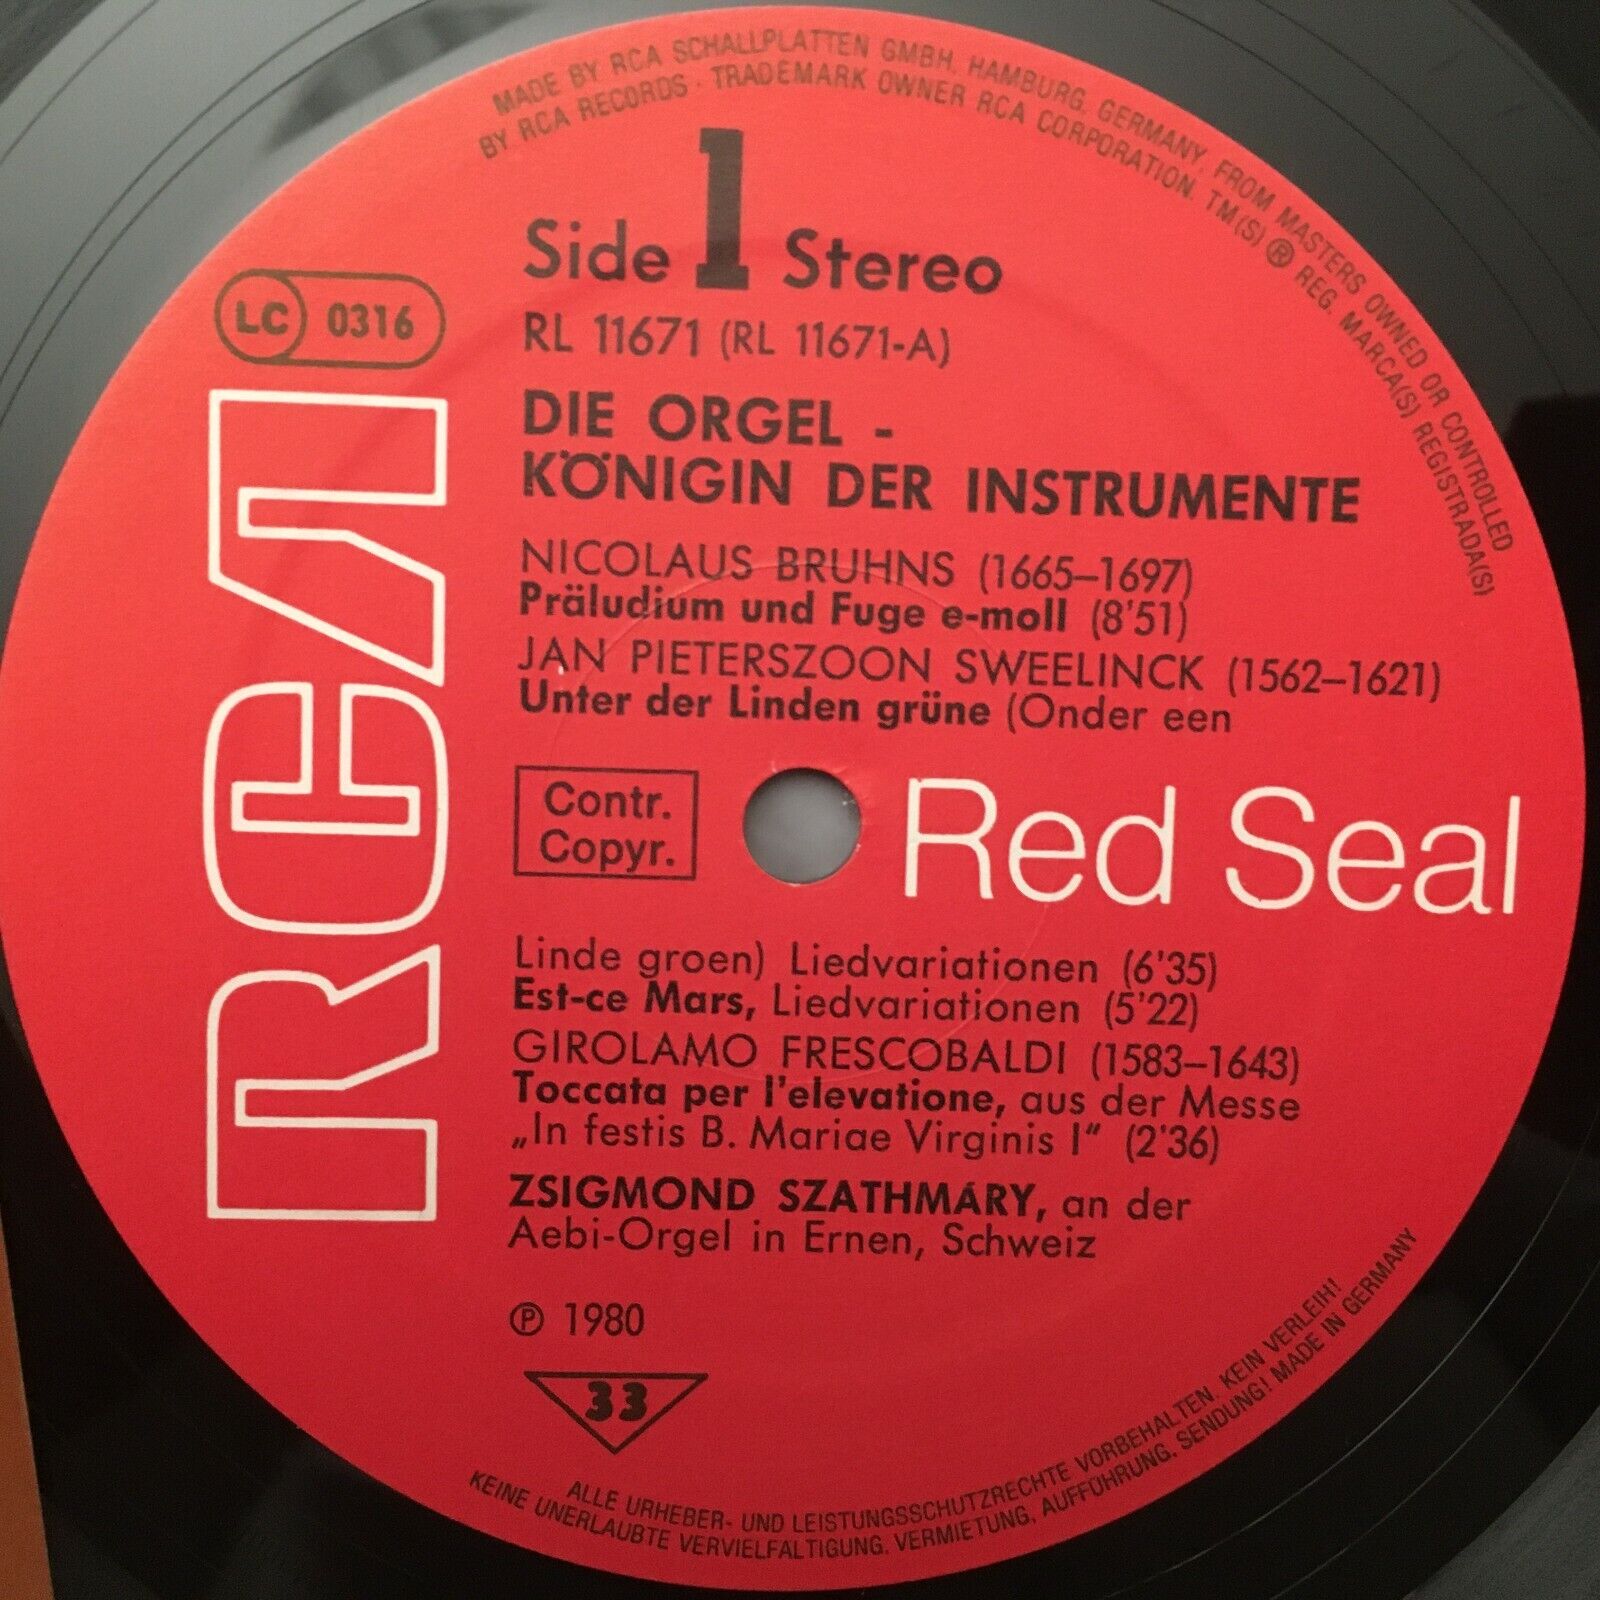 MADE BY RCA SCHALLPLATTEN GMBH, HAMBURG, GERMANY, FROM MASTERS OWNED OR CONTROLLED
BY RCA RECORDS · TRADEMARK OWNER RCA CORPORATION. TM(S) ® REG. MARCA(S) REGISTRADA(S)
Side 1 Stereo
LC 0316
RL 11671 (RL 11671-A)
DIE ORGEL -
KÖNIGIN DER INSTRUMENTE
NICOLAUS BRUHNS (1665–1697)
Präludium und Fuge e-moll (8'51)
JAN PIETERSZOON SWEELINCK (1562–1621)
Unter der Linden grüne (Onder een
RCA
Contr.
Copyr.
Red Seal
Linde groen) Liedvariationen (6'35)
Est-ce Mars, Liedvariationen (5'22)
GIROLAMO FRESCOBALDI (1583–1643)
Toccata per l'elevatione, aus der Messe
„In festis B. Mariae Virginis I“ (2'36)
ZSIGMOND SZATHMÁRY, an der
Aebi-Orgel in Ernen, Schweiz
℗ 1980
33
ALLE URHEBER- UND LEISTUNGSSCHUTZRECHTE VORBEHALTEN. KEIN VERLEIH!
KEINE UNERLAUBTE VERVIELFALTIGUNG, VERMIETUNG, AUFFÜHRUNG, SENDUNG! MADE IN GERMANY